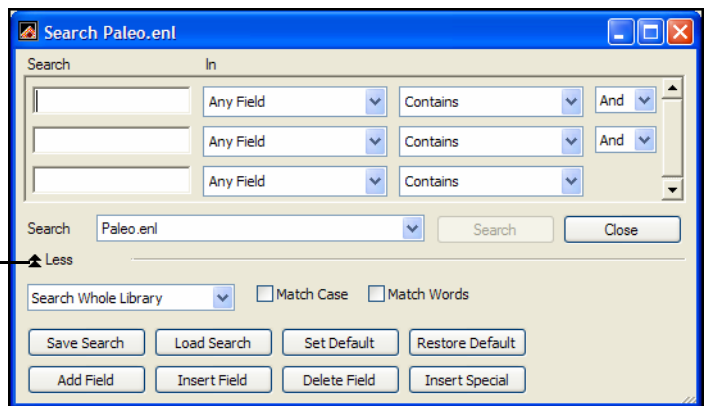 Search Paleo.enl
Search In
Any Field Contains And
Any Field Contains And
Any Field Contains
Search Paleo.enl Search Close
Less
Search Whole Library Match Case Match Words
Save Search Load Search Set Default Restore Default
Add Field Insert Field Delete Field Insert Special